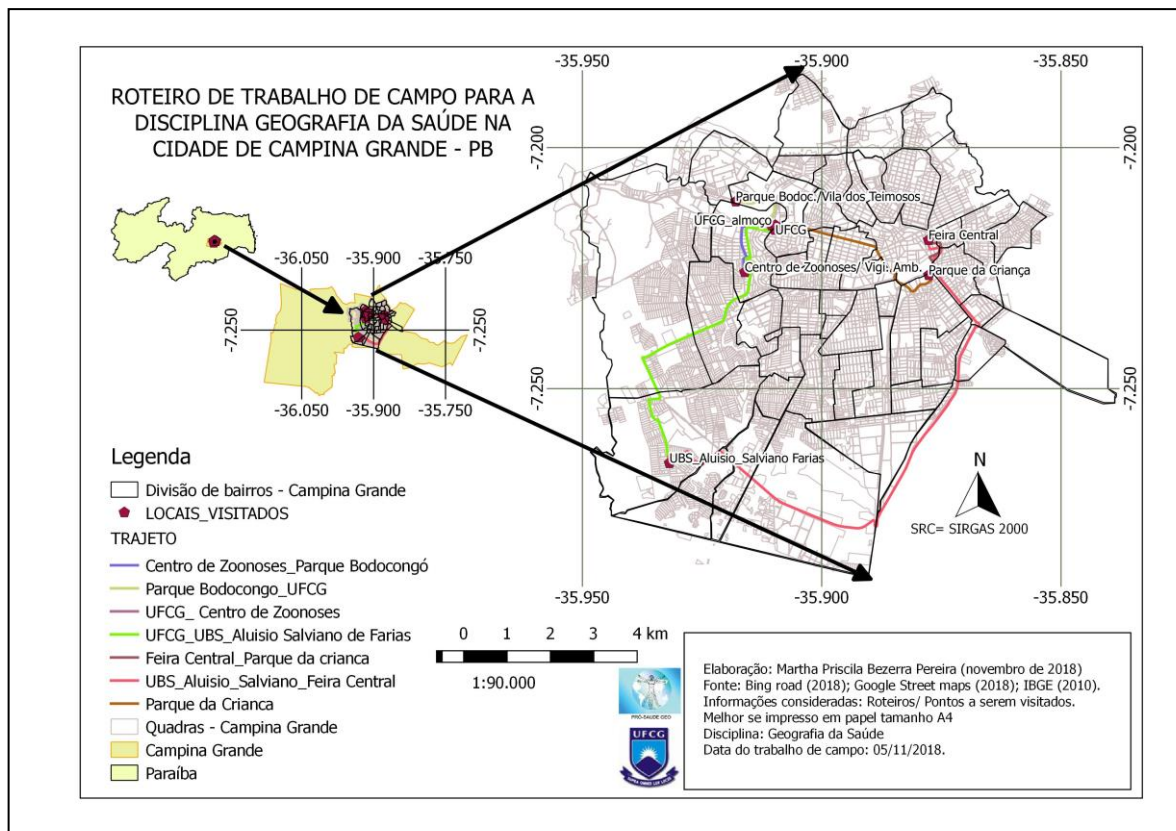 ROTEIRO DE TRABALHO DE CAMPO PARA A
DISCIPLINA GEOGRAFIA DA SAÚDE NA
CIDADE DE CAMPINA GRANDE - PB
-35.950
-35.900
-35.850
-7.200
-7.200
-7.250
-7.250
-35.950
-35.900
-35.850
Parque Bodoc./Vila dos Teimosos
UFCG_almoço
UFCG
Feira Central
Centro de Zoonoses/ Vigi. Amb.
Parque da Criança
UBS_Aluisio_Salviano Farias
N
SRC= SIRGAS 2000
-36.050
-35.900
-35.750
-7.250
-7.250
-36.050
-35.900
-35.750
Legenda
Divisão de bairros - Campina Grande
LOCAIS_VISITADOS
TRAJETO
Centro de Zoonoses_Parque Bodocongó
Parque Bodocongo_UFCG
UFCG_ Centro de Zoonoses
UFCG_UBS_Aluisio Salviano de Farias
Feira Central_Parque da crianca
UBS_Aluisio_Salviano_Feira Central
Parque da Crianca
Quadras - Campina Grande
Campina Grande
Paraíba
0 1 2 3 4 km
1:90.000
PRÓ-SAUDE GEO
UFCG
Elaboração: Martha Priscila Bezerra Pereira (novembro de 2018)
Fonte: Bing road (2018); Google Street maps (2018); IBGE (2010).
Informações consideradas: Roteiros/ Pontos a serem visitados.
Melhor se impresso em papel tamanho A4
Disciplina: Geografia da Saúde
Data do trabalho de campo: 05/11/2018.